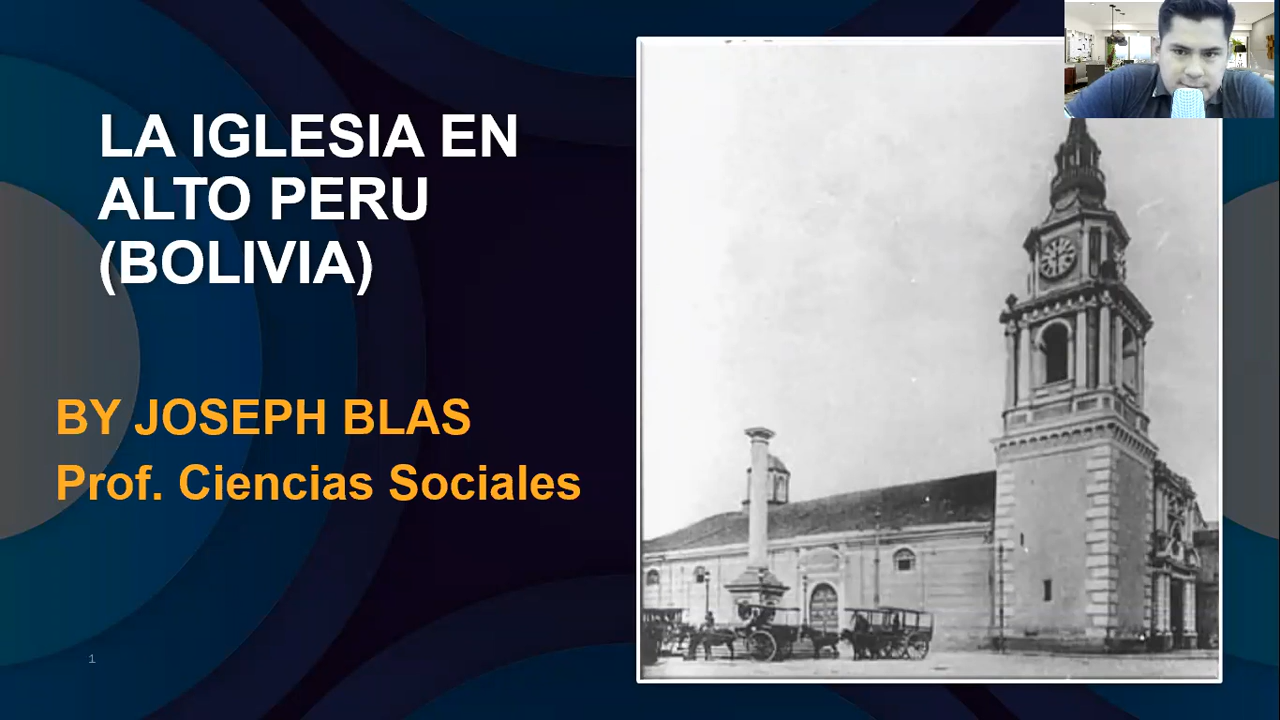 LA IGLESIA EN
ALTO PERU
(BOLIVIA)
BY JOSEPH BLAS
Prof. Ciencias Sociales
1